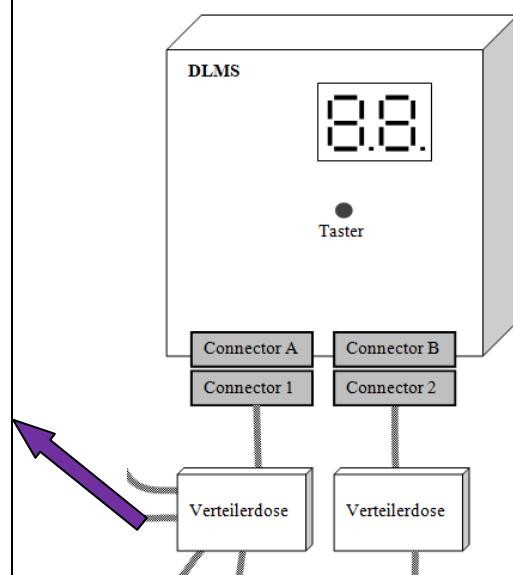 DLMS
8.8.
Taster
Connector A
Connector B
Connector 1
Connector 2
Verteilerdose
Verteilerdose